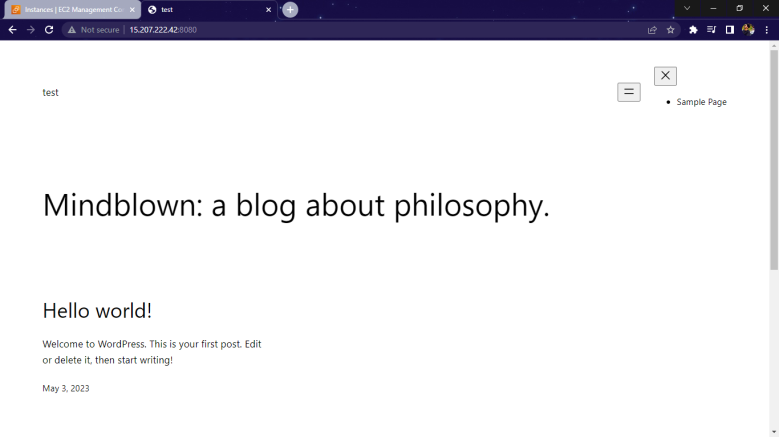 Instances | EC2 Management Con
test
Not secure | 15.207.222.42:8080
test
Sample Page
Mindblown: a blog about philosophy.
Hello world!
Welcome to WordPress. This is your first post. Edit
or delete it, then start writing!
May 3, 2023